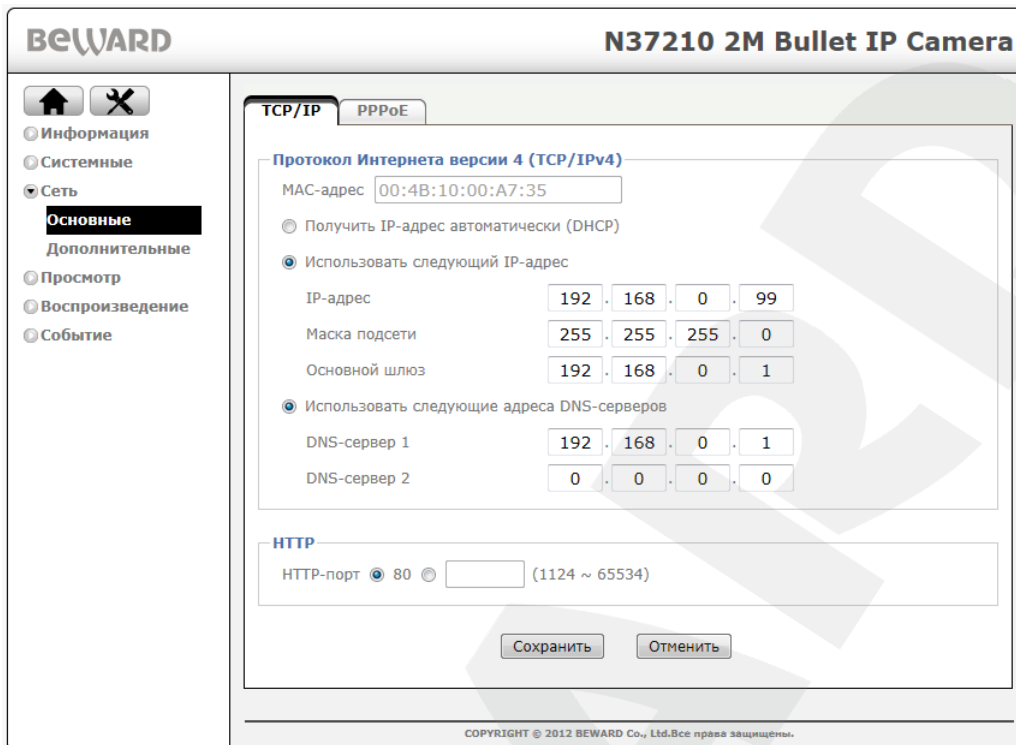 BEWARD
N37210 2M Bullet IP Camera
Информация
Системные
Сеть
Основные
Дополнительные
Просмотр
Воспроизведение
Событие
TCP/IP PPPoE
Протокол Интернета версии 4 (TCP/IPv4)
MAC-адрес 00:4B:10:00:A7:35
Получить IP-адрес автоматически (DHCP)
Использовать следующий IP-адрес
IP-адрес 192 . 168 . 0 . 99
Маска подсети 255 . 255 . 255 . 0
Основной шлюз 192 . 168 . 0 . 1
Использовать следующие адреса DNS-серверов
DNS-сервер 1 192 . 168 . 0 . 1
DNS-сервер 2 0 . 0 . 0 . 0
HTTP
HTTP-порт 80 (1124 ~ 65534)
Сохранить Отменить
COPYRIGHT © 2012 BEWARD Co., Ltd.Все права защищены.